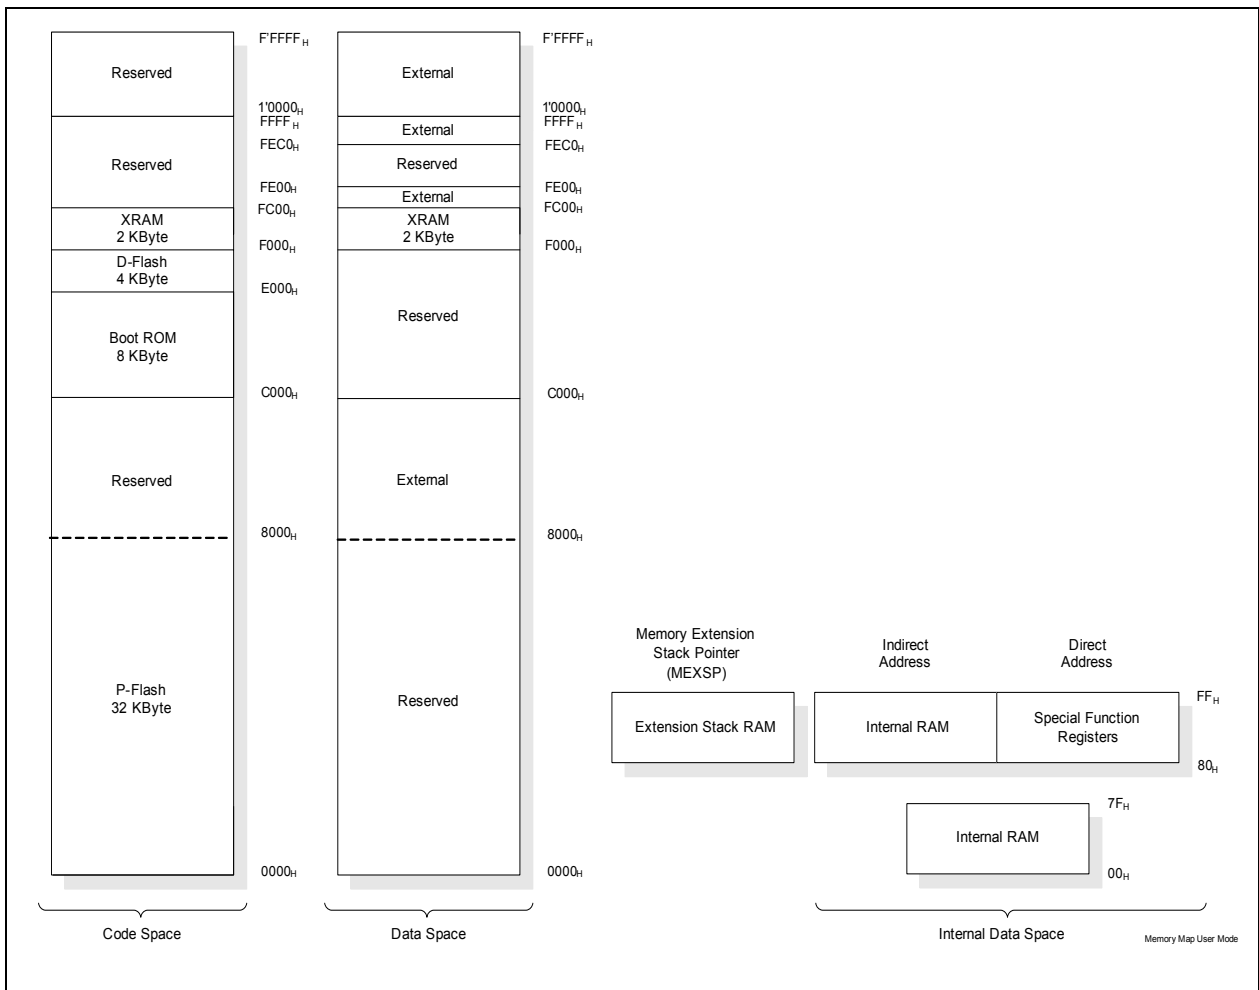 F'FFFFH
Reserved
1'0000H
FFFFH
FEC0H
Reserved
FE00H
FC00H
XRAM
2 KByte
F000H
D-Flash
4 KByte
E000H
Boot ROM
8 KByte
C000H
Reserved
8000H
P-Flash
32 KByte
0000H
Code Space
F'FFFFH
External
1'0000H
FFFFH
External
FEC0H
Reserved
FE00H
External
FC00H
XRAM
2 KByte
F000H
Reserved
C000H
External
8000H
Reserved
0000H
Data Space
Memory Extension
Stack Pointer
(MEXSP)
Extension Stack RAM
Indirect
Address
Direct
Address
FFH
Internal RAM
Special Function
Registers
80H
7FH
Internal RAM
00H
Internal Data Space
Memory Map User Mode